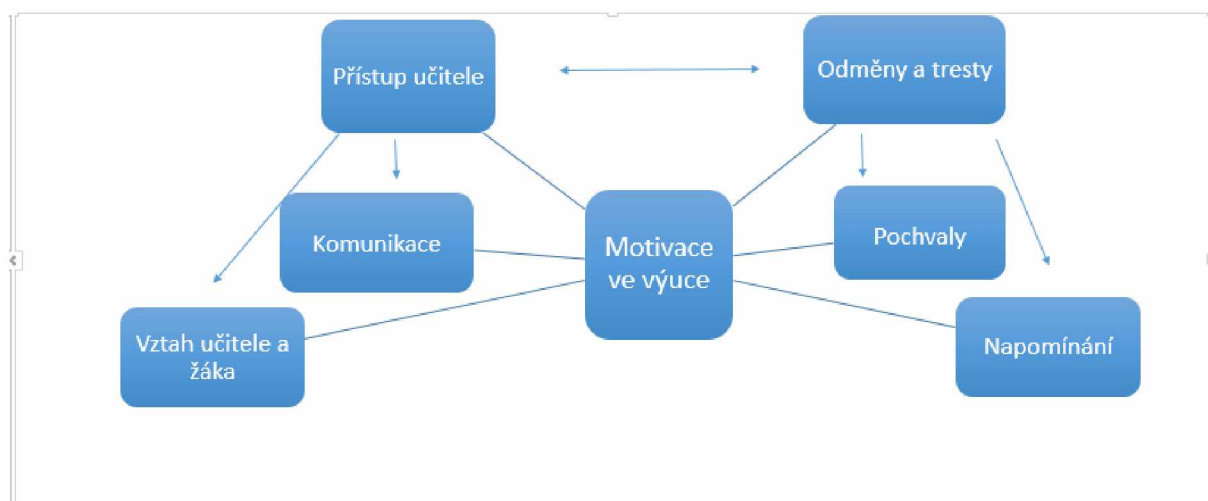 Přístup učitele
Odměny a tresty
Komunikace
Motivace
ve výuce
Pochvaly
Vztah učitele a
žáka
Napomínání